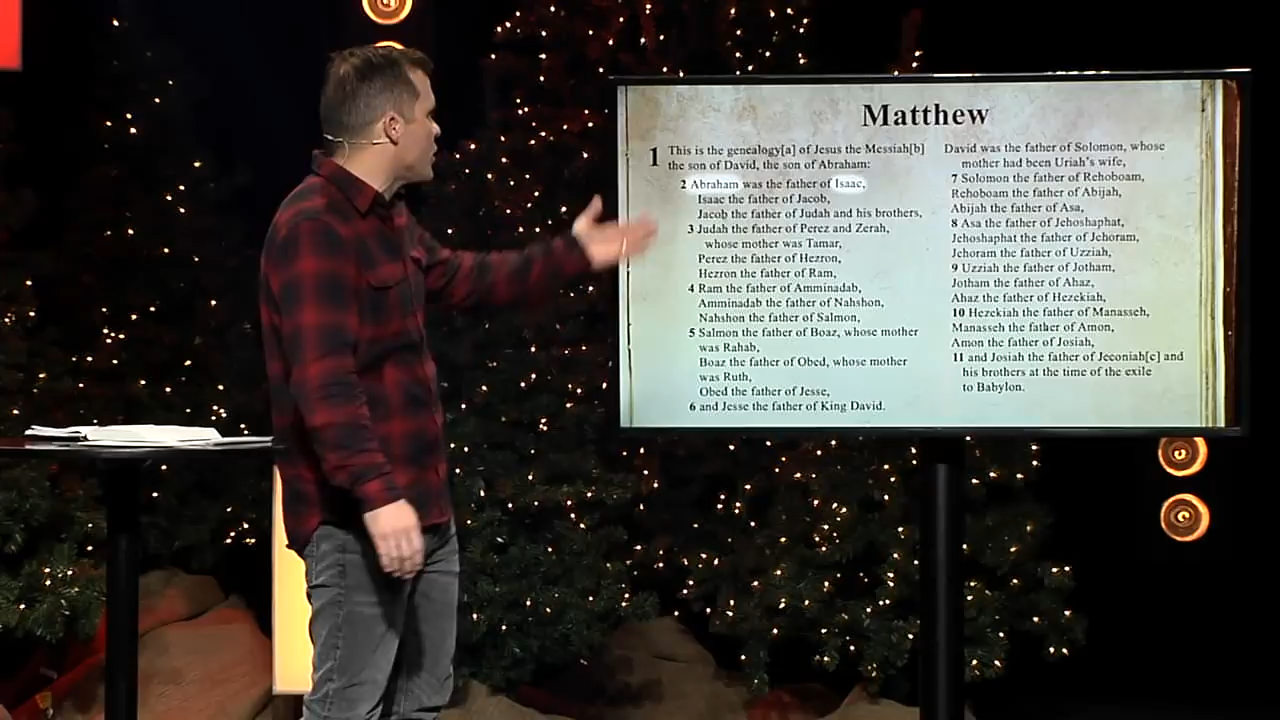 Matthew
1 This is the genealogy[a] of Jesus the Messiah[b]
the son of David, the son of Abraham:
2 Abraham was the father of Isaac,
Isaac the father of Jacob,
Jacob the father of Judah and his brothers,
3 Judah the father of Perez and Zerah,
whose mother was Tamar,
Perez the father of Hezron,
Hezron the father of Ram,
4 Ram the father of Amminadab,
Amminadab the father of Nahshon,
Nahshon the father of Salmon,
5 Salmon the father of Boaz, whose mother
was Rahab,
Boaz the father of Obed, whose mother
was Ruth,
Obed the father of Jesse,
6 and Jesse the father of King David.
David was the father of Solomon, whose
mother had been Uriah's wife,
7 Solomon the father of Rehoboam,
Rehoboam the father of Abijah,
Abijah the father of Asa,
8 Asa the father of Jehoshaphat,
Jehoshaphat the father of Jehoram,
Jehoram the father of Uzziah,
9 Uzziah the father of Jotham,
Jotham the father of Ahaz,
Ahaz the father of Hezekiah,
10 Hezekiah the father of Manasseh,
Manasseh the father of Amon,
Amon the father of Josiah,
11 and Josiah the father of Jeconiah[c] and
his brothers at the time of the exile
to Babylon.